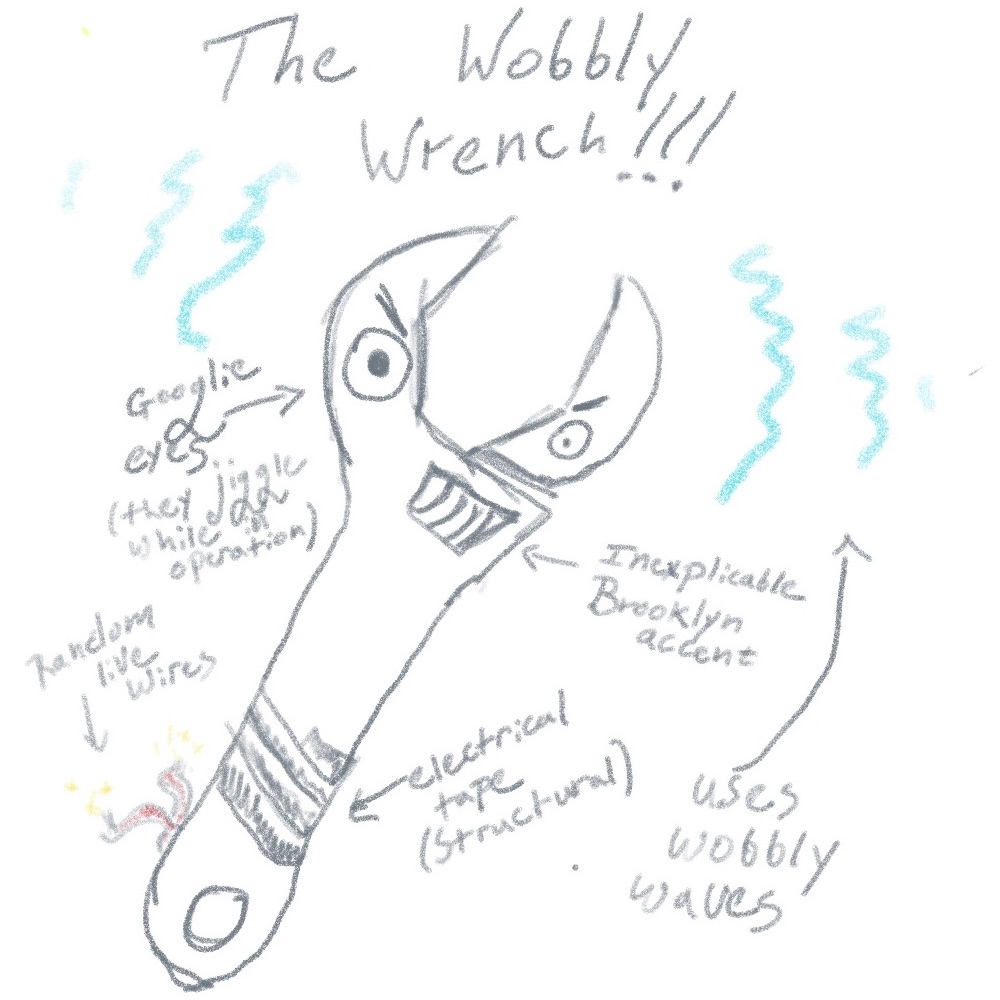 The Wobbly
Wrench!!!
Googlie
eyes
(they jiggle
while in
operation)
Inexplicable
Brooklyn
accent
Random
live
wires
electrical
tape
(structural)
uses
wobbly
waves